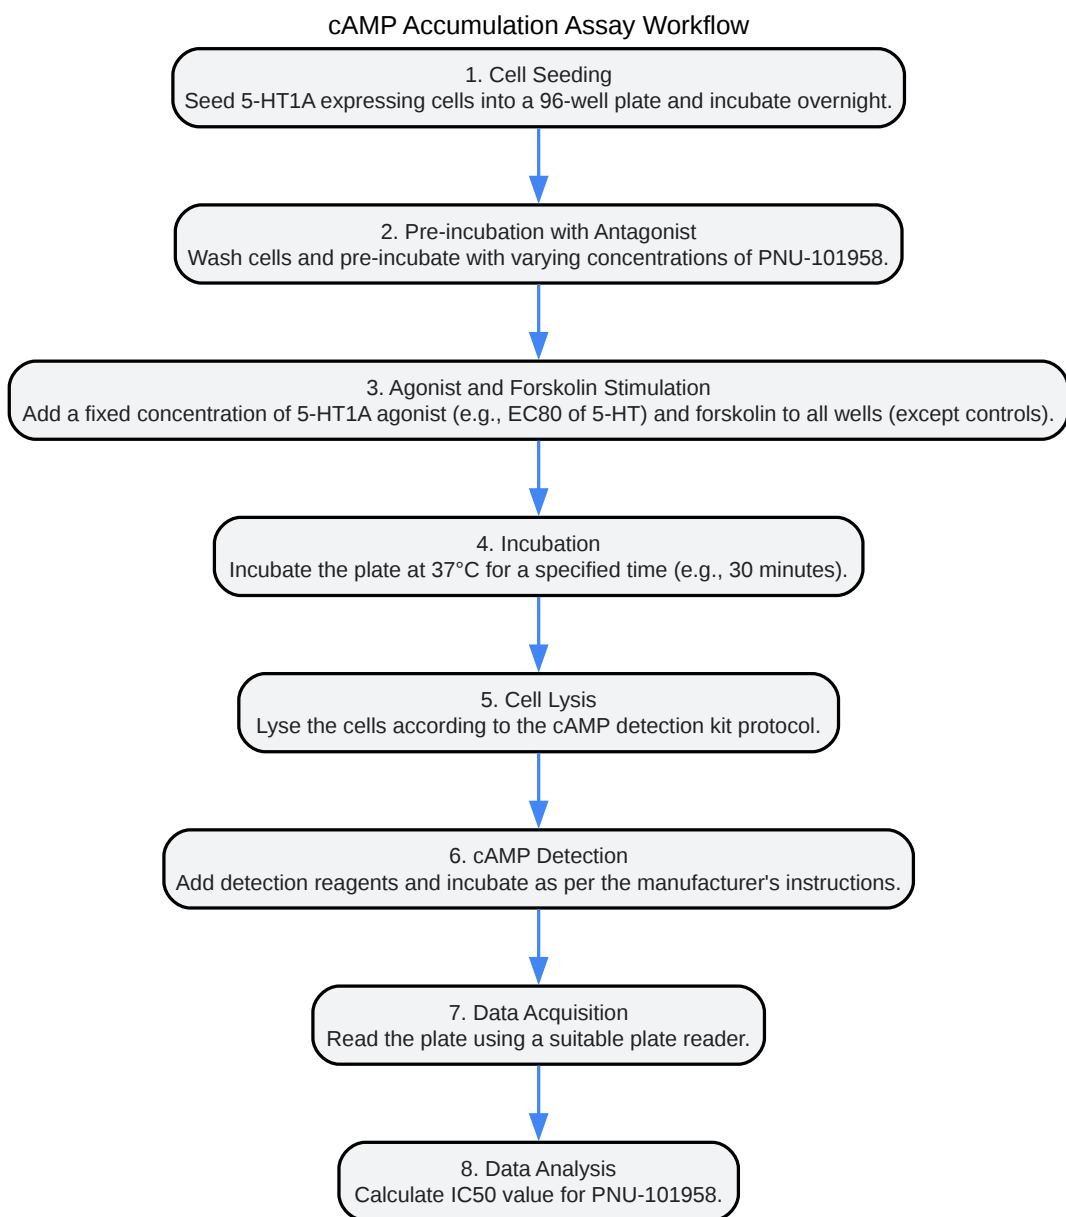 cAMP Accumulation Assay Workflow
1. Cell Seeding
Seed 5-HT1A expressing cells into a 96-well plate and incubate overnight.
2. Pre-incubation with Antagonist
Wash cells and pre-incubate with varying concentrations of PNU-101958.
3. Agonist and Forskolin Stimulation
Add a fixed concentration of 5-HT1A agonist (e.g., EC80 of 5-HT) and forskolin to all wells (except controls).
4. Incubation
Incubate the plate at 37°C for a specified time (e.g., 30 minutes).
5. Cell Lysis
Lyse the cells according to the cAMP detection kit protocol.
6. cAMP Detection
Add detection reagents and incubate as per the manufacturer's instructions.
7. Data Acquisition
Read the plate using a suitable plate reader.
8. Data Analysis
Calculate IC50 value for PNU-101958.